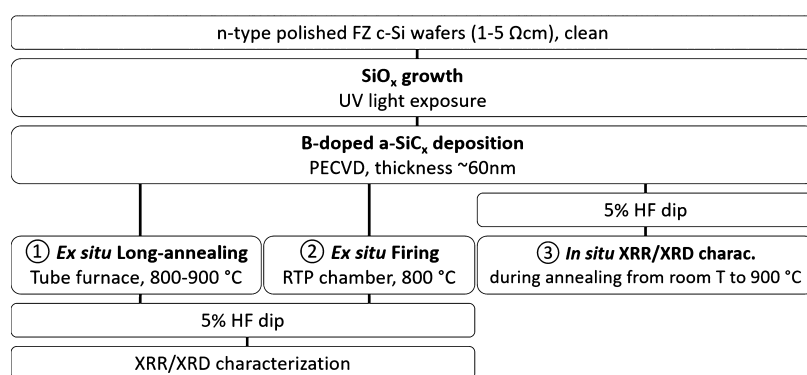 n-type polished FZ c-Si wafers (1-5 Ωcm), clean
SiOₓ growth
UV light exposure
B-doped a-SiCₓ deposition
PECVD, thickness ~60nm
5% HF dip
① Ex situ Long-annealing
Tube furnace, 800-900 °C
② Ex situ Firing
RTP chamber, 800 °C
③ In situ XRR/XRD charac.
during annealing from room T to 900 °C
5% HF dip
XRR/XRD characterization